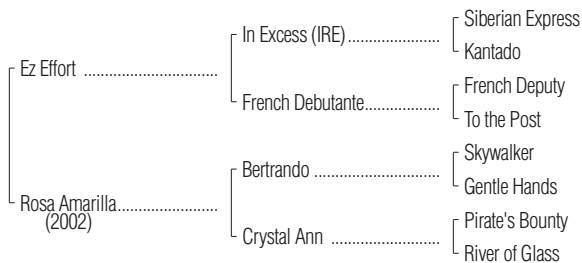 Siberian Express
In Excess (IRE)
Kantado
Ez Effort
French Deputy
French Debutante
To the Post
Skywalker
Bertrando
Gentle Hands
Rosa Amarilla
(2002)
Pirate's Bounty
Crystal Ann
River of Glass